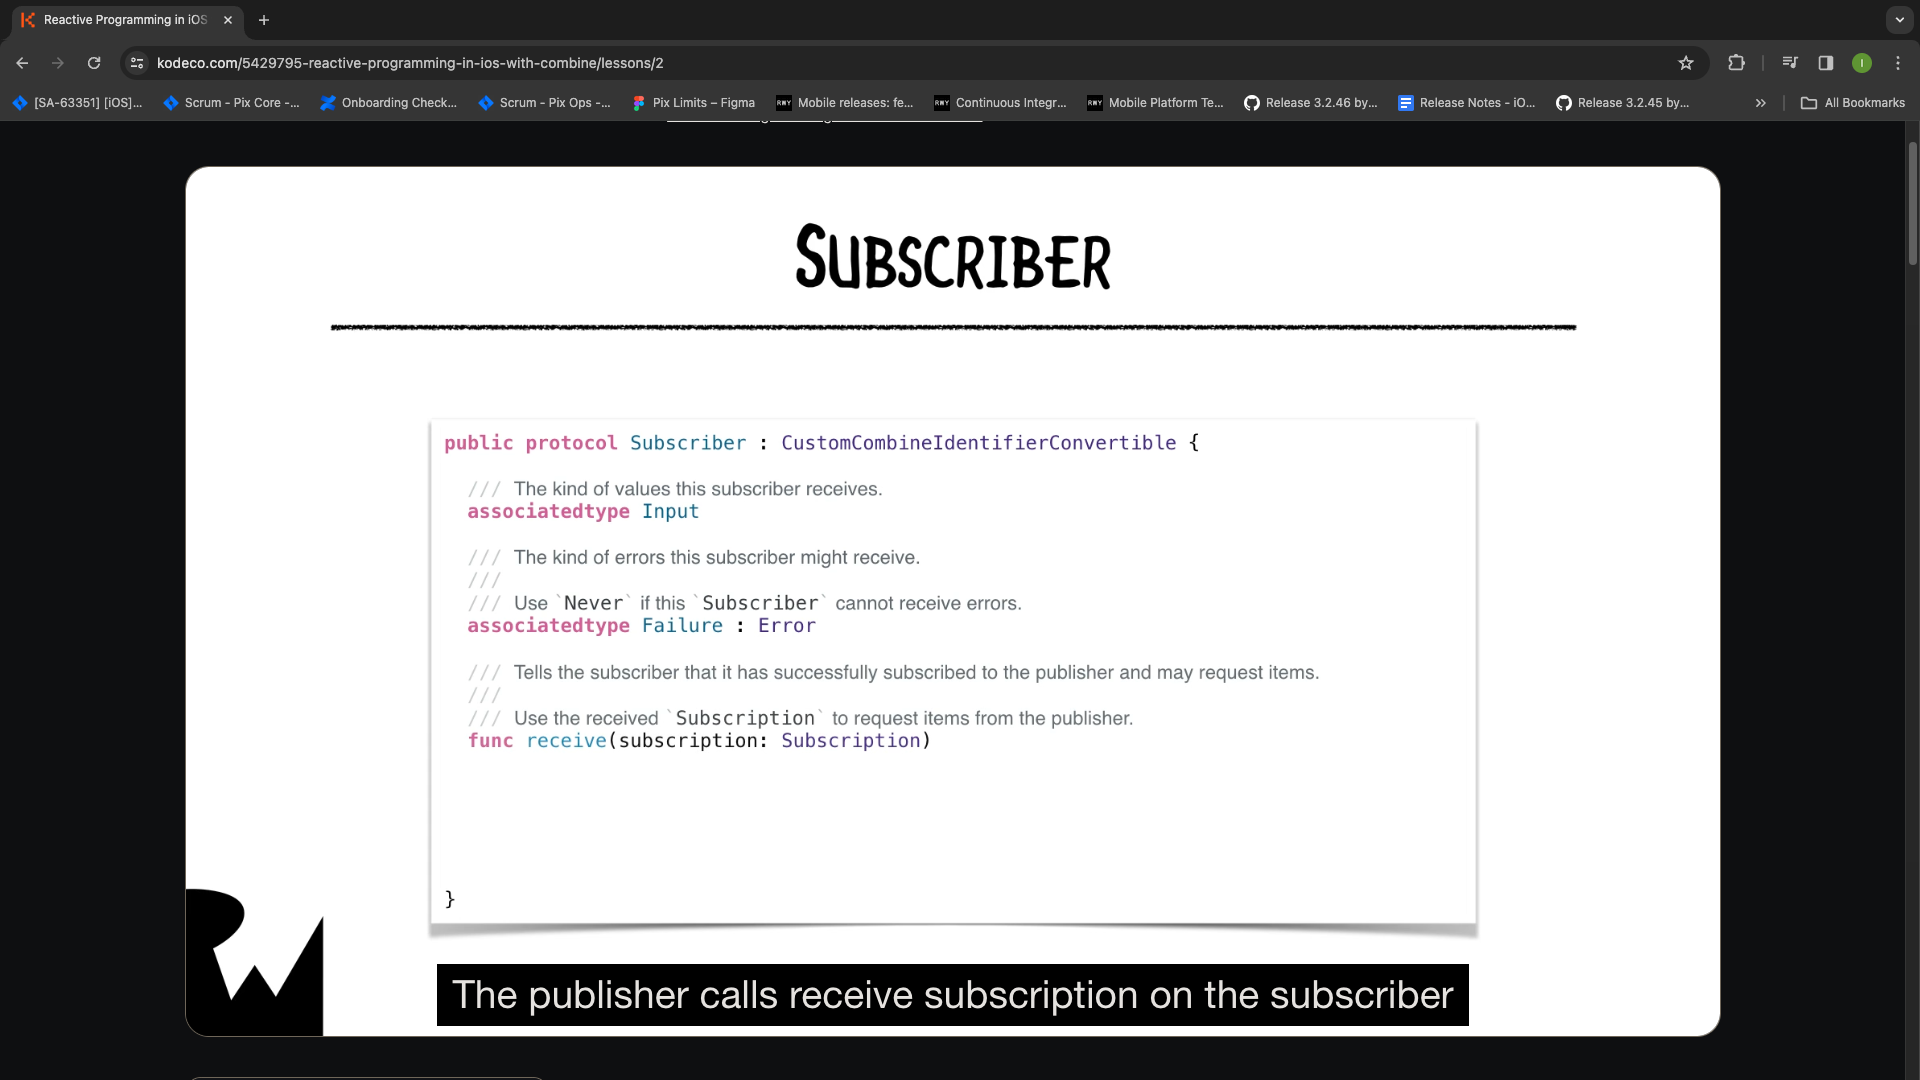 Reactive Programming in iOS
kodeco.com/5429795-reactive-programming-in-ios-with-combine/lessons/2
I
[SA-63351] [iOS]...
Scrum - Pix Core -...
Onboarding Check...
Scrum - Pix Ops -...
Pix Limits – Figma
RWY
Mobile releases: fe...
RWY
Continuous Integr...
RWY
Mobile Platform Te...
Release 3.2.46 by...
Release Notes - iO...
Release 3.2.45 by...
»
All Bookmarks
SUBSCRIBER
public protocol Subscriber : CustomCombineIdentifierConvertible {
/// The kind of values this subscriber receives.
associatedtype Input
/// The kind of errors this subscriber might receive.
///
/// Use `Never` if this `Subscriber` cannot receive errors.
associatedtype Failure : Error
/// Tells the subscriber that it has successfully subscribed to the publisher and may request items.
///
/// Use the received `Subscription` to request items from the publisher.
func receive(subscription: Subscription)
}
The publisher calls receive subscription on the subscriber